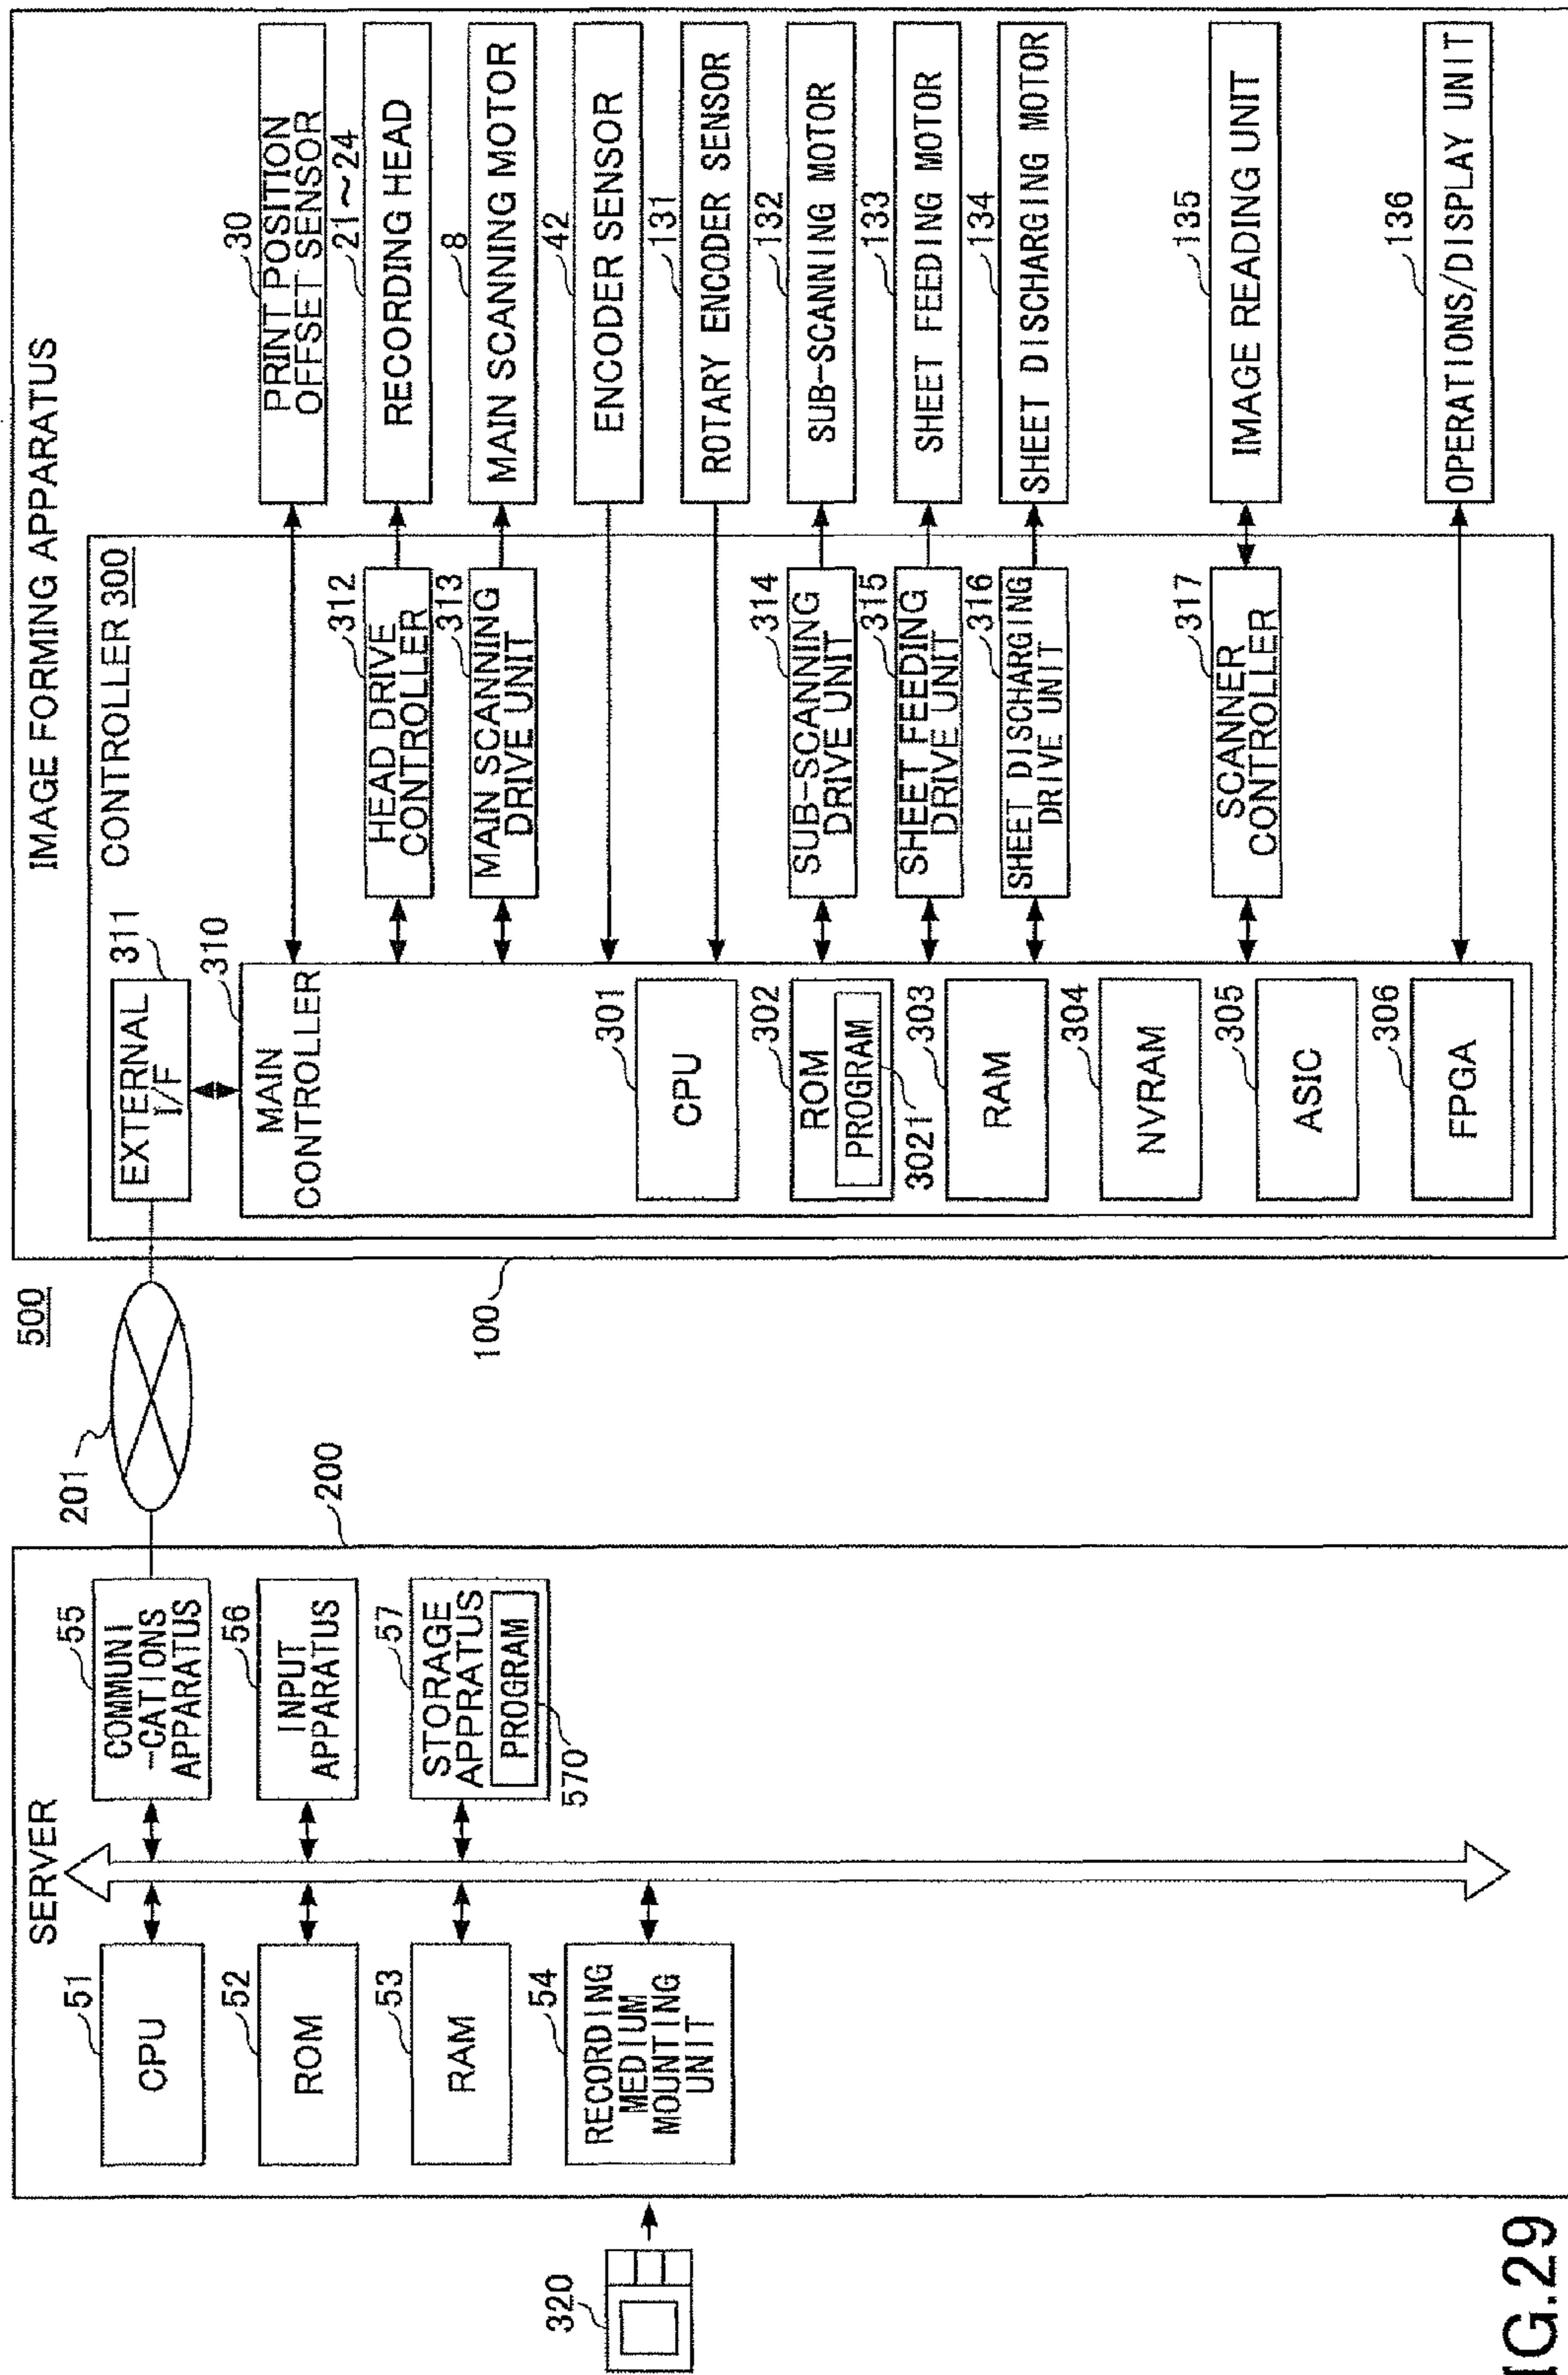 500
SERVER
200
51
CPU
52
ROM
53
RAM
54
RECORDING
MEDIUM
MOUNTING
UNIT
320
55
COMMUNI
-CATIONS
APPARATUS
56
INPUT
APPARATUS
57
STORAGE
APPRATUS
PROGRAM
570
201
IMAGE FORMING APPARATUS
100
CONTROLLER 300
311
EXTERNAL
I/F
310
MAIN
CONTROLLER
301
CPU
302
ROM
PROGRAM
3021
303
RAM
304
NVRAM
305
ASIC
306
FPGA
312
HEAD DRIVE
CONTROLLER
313
MAIN SCANNING
DRIVE UNIT
314
SUB-SCANNING
DRIVE UNIT
315
SHEET FEEDING
DRIVE UNIT
316
SHEET DISCHARGING
DRIVE UNIT
317
SCANNER
CONTROLLER
30
PRINT POSITION
OFFSET SENSOR
21~24
RECORDING HEAD
8
MAIN SCANNING MOTOR
42
ENCODER SENSOR
131
ROTARY ENCODER SENSOR
132
SUB-SCANNING MOTOR
133
SHEET FEEDING MOTOR
134
SHEET DISCHARGING MOTOR
135
IMAGE READING UNIT
136
OPERATIONS/DISPLAY UNIT
IG.29